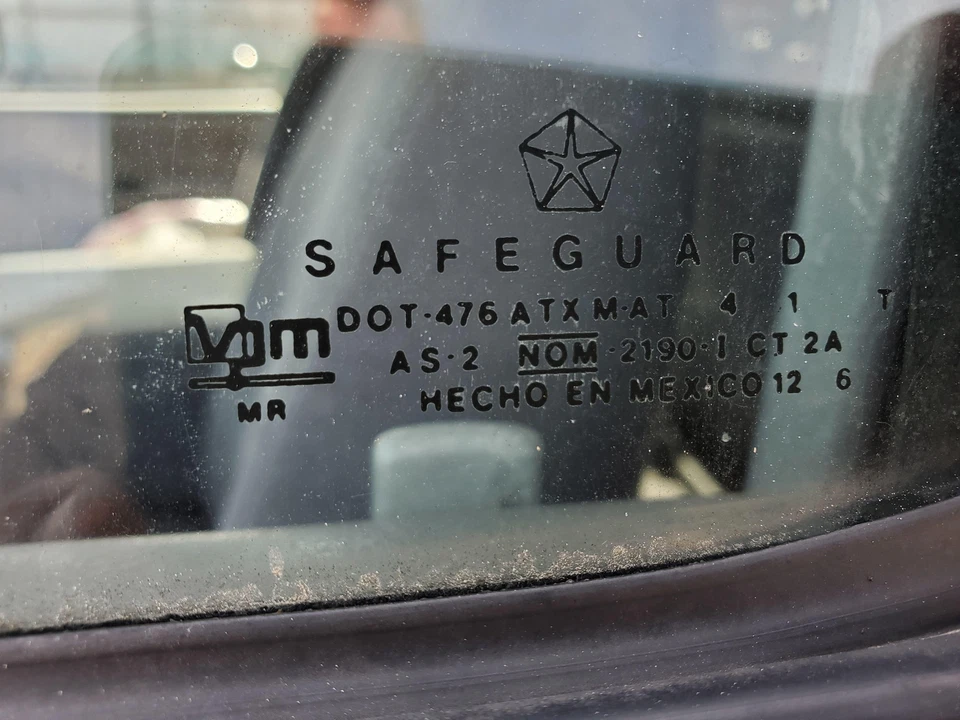 SAFEGUARD
DOT-476 ATX M-AT 4 1 T
AS-2 NOM-2190-I CT 2A
HECHO EN MEXICO 12 6
MR